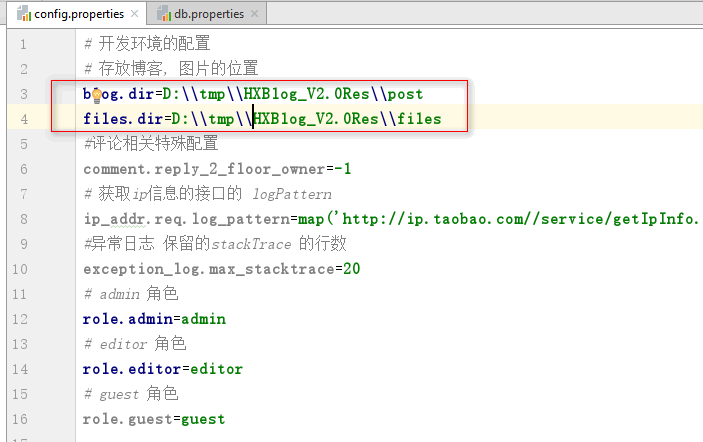 config.properties
db.properties
1 # 开发环境的配置
2 # 存放博客, 图片的位置
3 blog.dir=D:\\tmp\\HXBlog_V2.0Res\\post
4 files.dir=D:\\tmp\\HXBlog_V2.0Res\\files
5 #评论相关特殊配置
6 comment.reply_2_floor_owner=-1
7 # 获取ip信息的接口的 logPattern
8 ip_addr.req.log_pattern=map('http://ip.taobao.com//service/getIpInfo.
9 #异常日志 保留的stackTrace 的行数
10 exception_log.max_stacktrace=20
11 # admin 角色
12 role.admin=admin
13 # editor 角色
14 role.editor=editor
15 # guest 角色
16 role.guest=guest